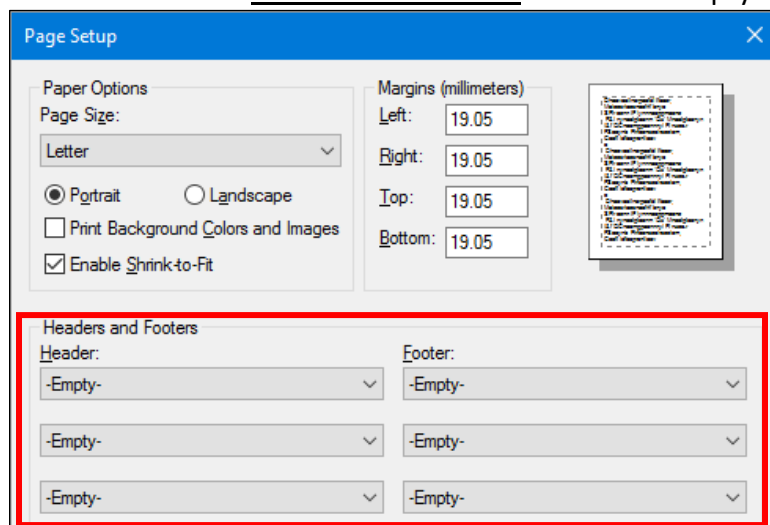 Page Setup
Paper Options
Page Size:
Letter
Portrait Landscape
Print Background Colors and Images
Enable Shrink-to-Fit
Margins (millimeters)
Left: 19.05
Right: 19.05
Top: 19.05
Bottom: 19.05
Headers and Footers
Header: Footer:
-Empty- -Empty-
-Empty- -Empty-
-Empty- -Empty-